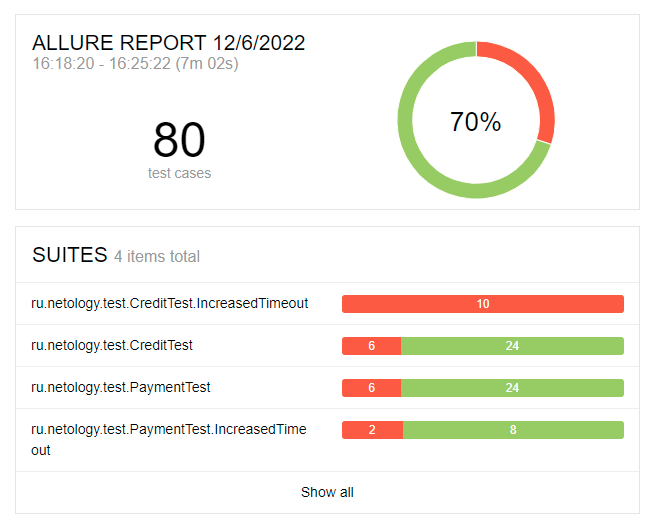 ALLURE REPORT 12/6/2022
16:18:20 - 16:25:22 (7m 02s)
80
test cases
70%
SUITES 4 items total
ru.netology.test.CreditTest.IncreasedTimeout 10
ru.netology.test.CreditTest 6 24
ru.netology.test.PaymentTest 6 24
ru.netology.test.PaymentTest.IncreasedTime 2 8
out
Show all